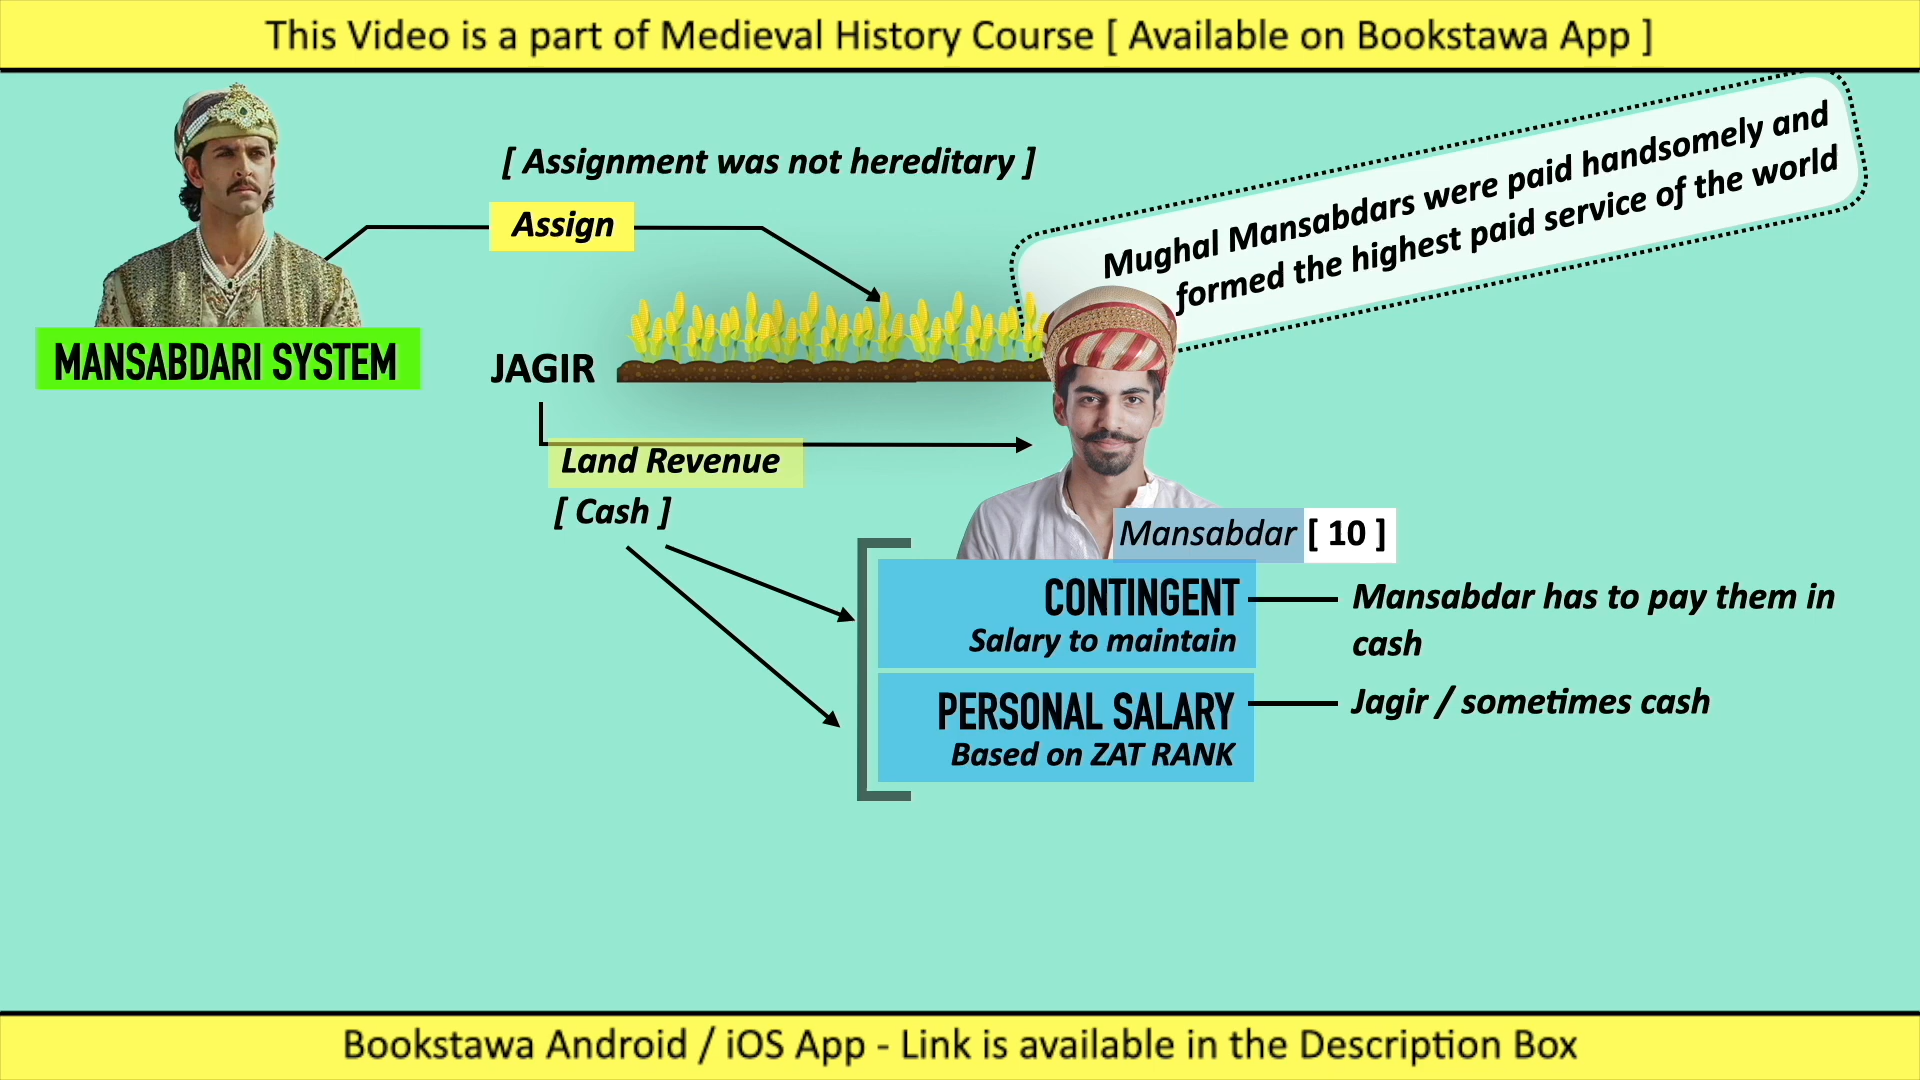 This Video is a part of Medieval History Course [ Available on Bookstawa App ]
[ Assignment was not hereditary ]
Assign
Mughal Mansabdars were paid handsomely and
formed the highest paid service of the world
MANSABDARI SYSTEM
JAGIR
Land Revenue
[ Cash ]
Mansabdar [ 10 ]
CONTINGENT
Salary to maintain
Mansabdar has to pay them in
cash
PERSONAL SALARY
Based on ZAT RANK
Jagir / sometimes cash
Bookstawa Android / iOS App - Link is available in the Description Box